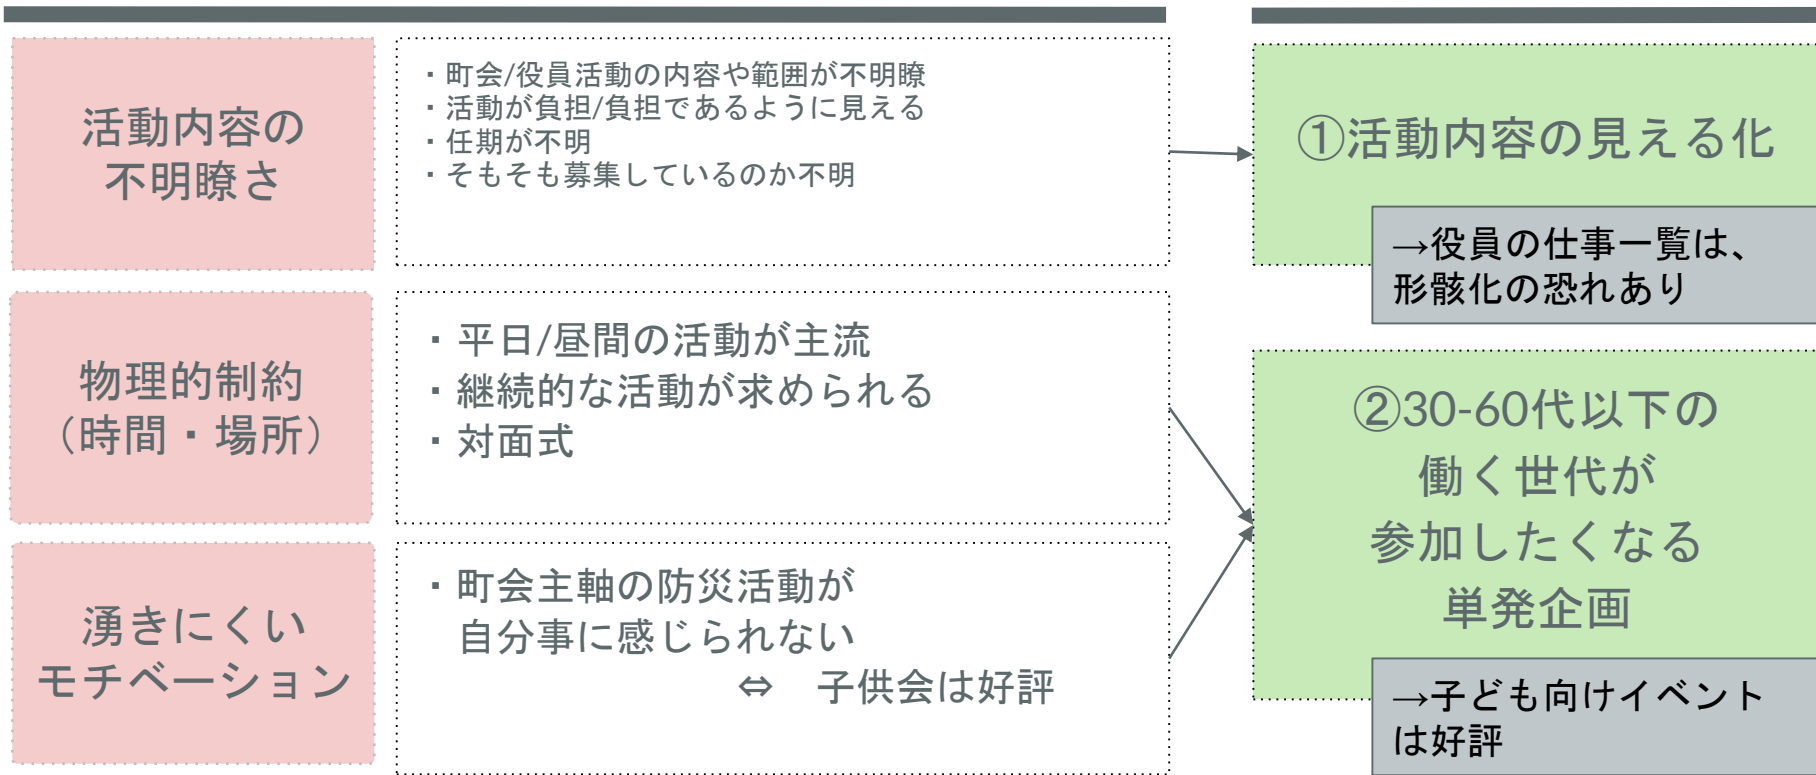 活動内容の
不明瞭さ
・町会/役員活動の内容や範囲が不明瞭
・活動が負担/負担であるように見える
・任期が不明
・そもそも募集しているのか不明
①活動内容の見える化
→役員の仕事一覧は、
形骸化の恐れあり
物理的制約
（時間・場所）
・平日/昼間の活動が主流
・継続的な活動が求められる
・対面式
②30-60代以下の
働く世代が
参加したくなる
単発企画
→子ども向けイベント
は好評
湧きにくい
モチベーション
・町会主軸の防災活動が
自分事に感じられない
⇔　子供会は好評